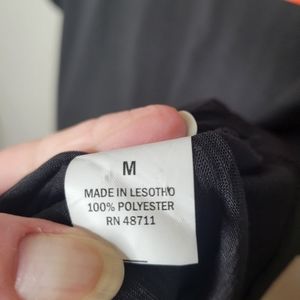 M
MADE IN LESOTHO
100% POLYESTER
RN 48711